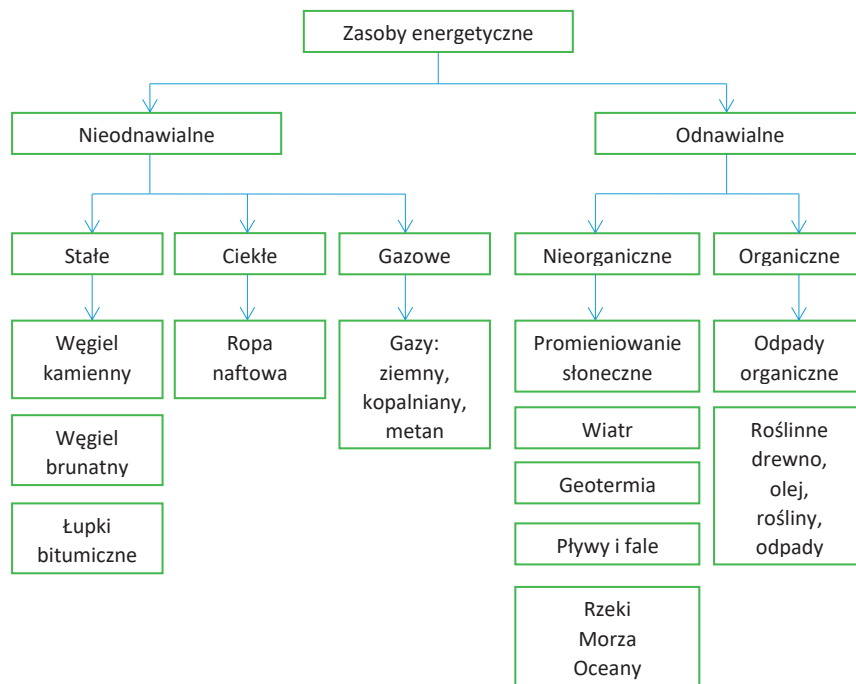 Zasoby energetyczne
Nieodnawialne
Odnawialne
Stałe
Ciekłe
Gazowe
Nieorganiczne
Organiczne
Węgiel
kamienny
Ropa
naftowa
Gazy:
ziemny,
kopalniany,
metan
Promieniowanie
słoneczne
Odpady
organiczne
Węgiel
brunatny
Wiatr
Roślinne
drewno,
olej,
rośliny,
odpady
Geotermia
Łupki
bitumiczne
Pływy i fale
Rzeki
Morza
Oceany